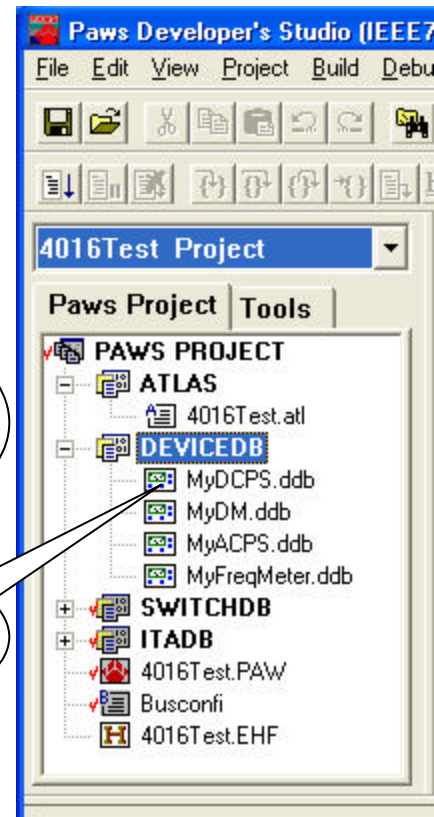 Paws Developer's Studio (IEEE7
File Edit View Project Build Debu
4016Test Project
Paws Project Tools
PAWS PROJECT
ATLAS
4016Test.atl
DEVICEDB
MyDCPS.ddb
MyDM.ddb
MyACPS.ddb
MyFreqMeter.ddb
SWITCHDB
ITADB
4016Test.PAW
Busconfi
4016Test.EHF